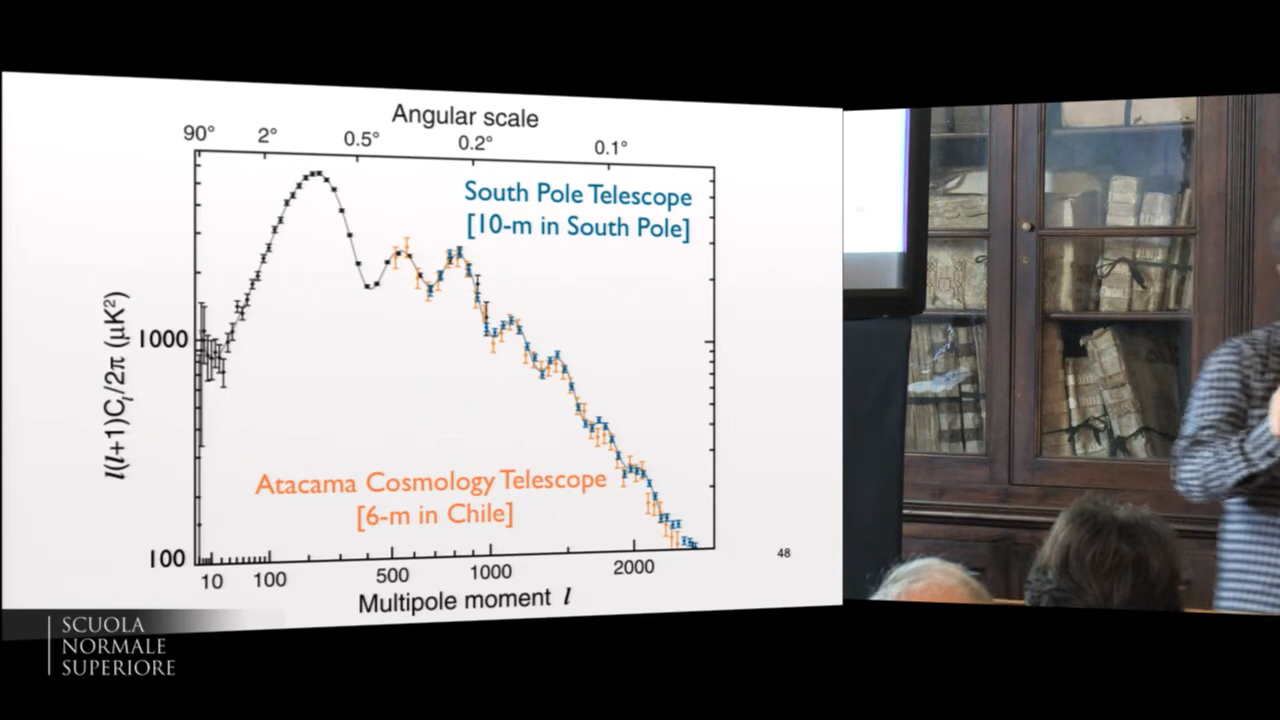 Angular scale
90° 2° 0.5° 0.2° 0.1°
South Pole Telescope
[10-m in South Pole]
l(l+1)Cl/2π (μK²)
1000
Atacama Cosmology Telescope
[6-m in Chile]
100
10 100 500 1000 2000
Multipole moment l
48
SCUOLA
NORMALE
SUPERIORE